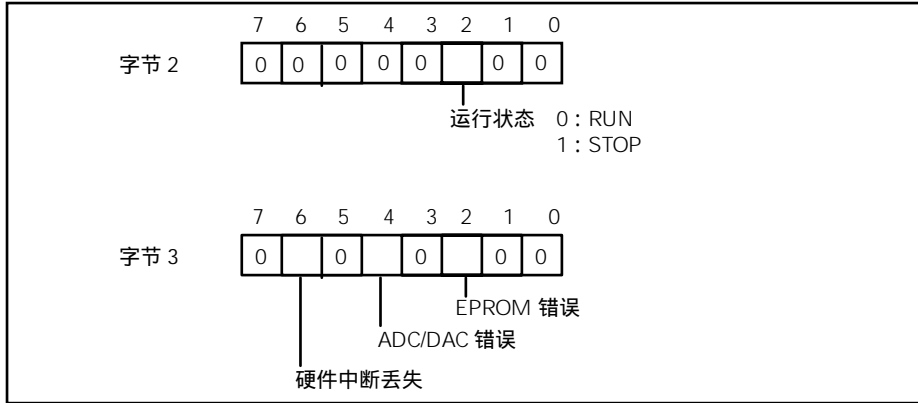 7 6 5 4 3 2 1 0
字节 2 0 0 0 0 0 0 0
运行状态 0：RUN
1：STOP
7 6 5 4 3 2 1 0
字节 3 0 0 0 0 0
EPROM 错误
ADC/DAC 错误
硬件中断丢失